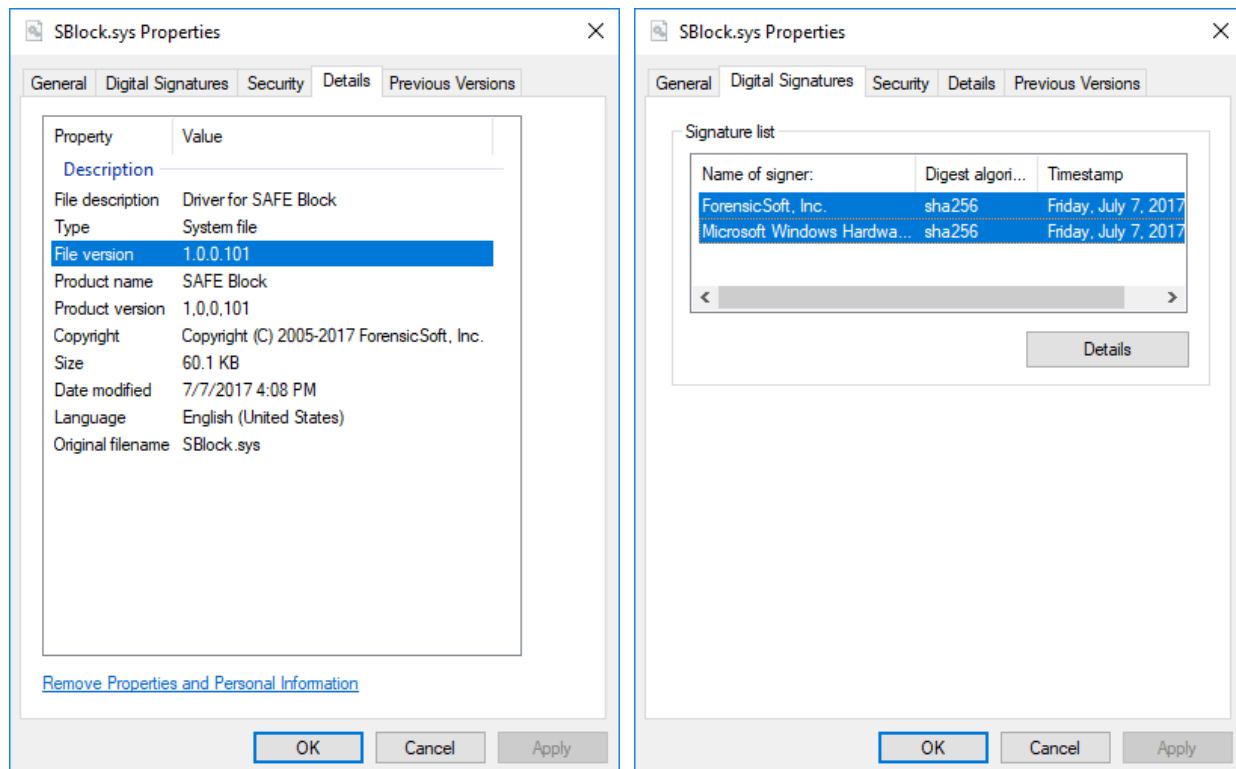 SBlock.sys Properties
General Digital Signatures Security Details Previous Versions
Property Value
Description
File description Driver for SAFE Block
Type System file
File version 1.0.0.101
Product name SAFE Block
Product version 1,0,0,101
Copyright Copyright (C) 2005-2017 ForensicSoft, Inc.
Size 60.1 KB
Date modified 7/7/2017 4:08 PM
Language English (United States)
Original filename SBlock.sys
Remove Properties and Personal Information
OK Cancel Apply
SBlock.sys Properties
General Digital Signatures Security Details Previous Versions
Signature list
Name of signer: Digest algori... Timestamp
ForensicSoft, Inc. sha256 Friday, July 7, 2017
Microsoft Windows Hardwa... sha256 Friday, July 7, 2017
Details
OK Cancel Apply